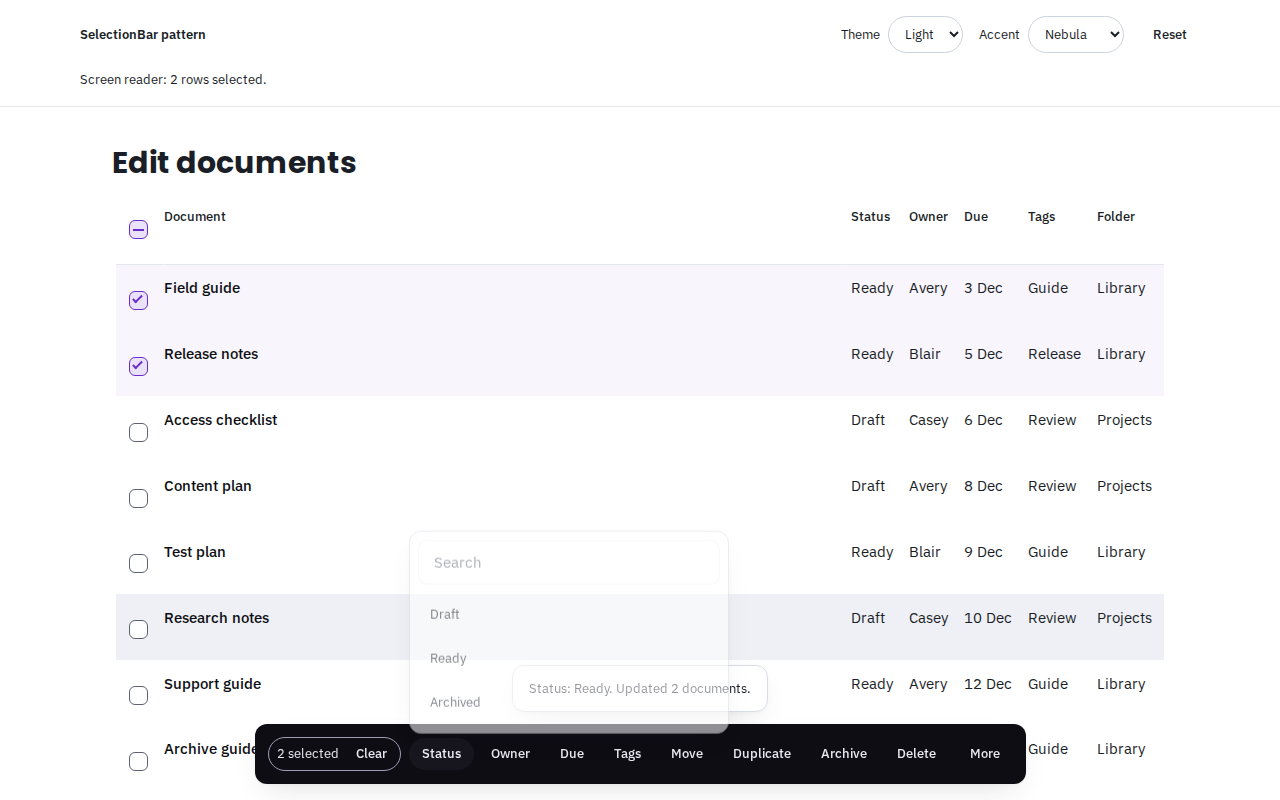 SelectionBar pattern
Theme Light Accent Nebula Reset
Screen reader: 2 rows selected.
Edit documents
Document Status Owner Due Tags Folder
Field guide Ready Avery 3 Dec Guide Library
Release notes Ready Blair 5 Dec Release Library
Access checklist Draft Casey 6 Dec Review Projects
Content plan Draft Avery 8 Dec Review Projects
Test plan Ready Blair 9 Dec Guide Library
Research notes Draft Casey 10 Dec Review Projects
Support guide Ready Avery 12 Dec Guide Library
Archive guide Guide Library
Search
Draft
Ready
Archived
Status: Ready. Updated 2 documents.
2 selected Clear Status Owner Due Tags Move Duplicate Archive Delete More